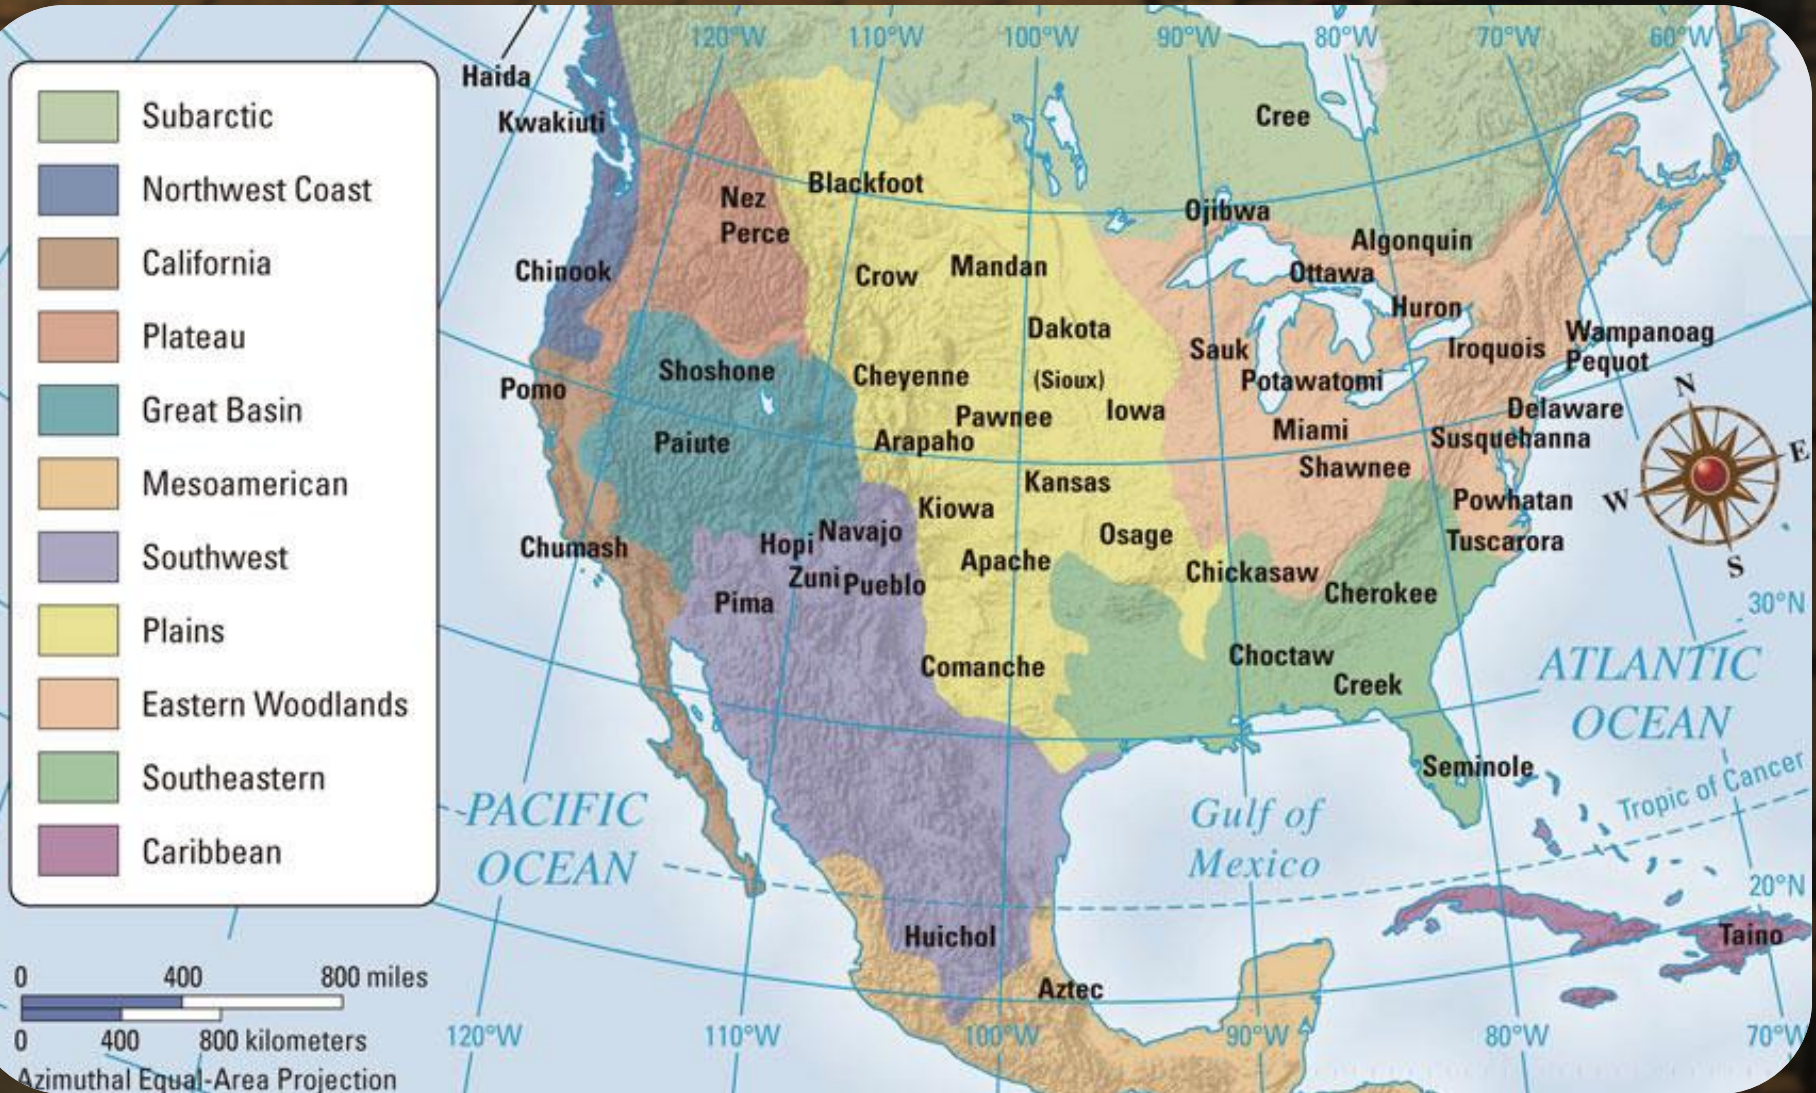 120°W
110°W
100°W
90°W
80°W
70°W
60°W
Haida
Kwakiuti
Subarctic
Northwest Coast
California
Plateau
Great Basin
Mesoamerican
Southwest
Plains
Eastern Woodlands
Southeastern
Caribbean
Cree
Blackfoot
Nez
Perce
Ojibwa
Algonquin
Chinook
Crow
Mandan
Ottawa
Huron
Dakota
(Sioux)
Sauk
Iroquois
Wampanoag
Pequot
Pomo
Shoshone
Cheyenne
Potawatomi
Pawnee
Iowa
Delaware
Paiute
Arapaho
Miami
Susquehanna
Shawnee
Kansas
Kiowa
Powhatan
Chumash
Hopi
Navajo
Osage
Tuscarora
Apache
Zuni
Pueblo
Chickasaw
Cherokee
Pima
Comanche
Choctaw
Creek
Seminole
N
E
W
S
30°N
ATLANTIC
OCEAN
Tropic of Cancer
PACIFIC
OCEAN
Gulf of
Mexico
20°N
Huichol
Taino
Aztec
0 400 800 miles
0 400 800 kilometers
Azimuthal Equal-Area Projection
120°W
110°W
100°W
90°W
80°W
70°W